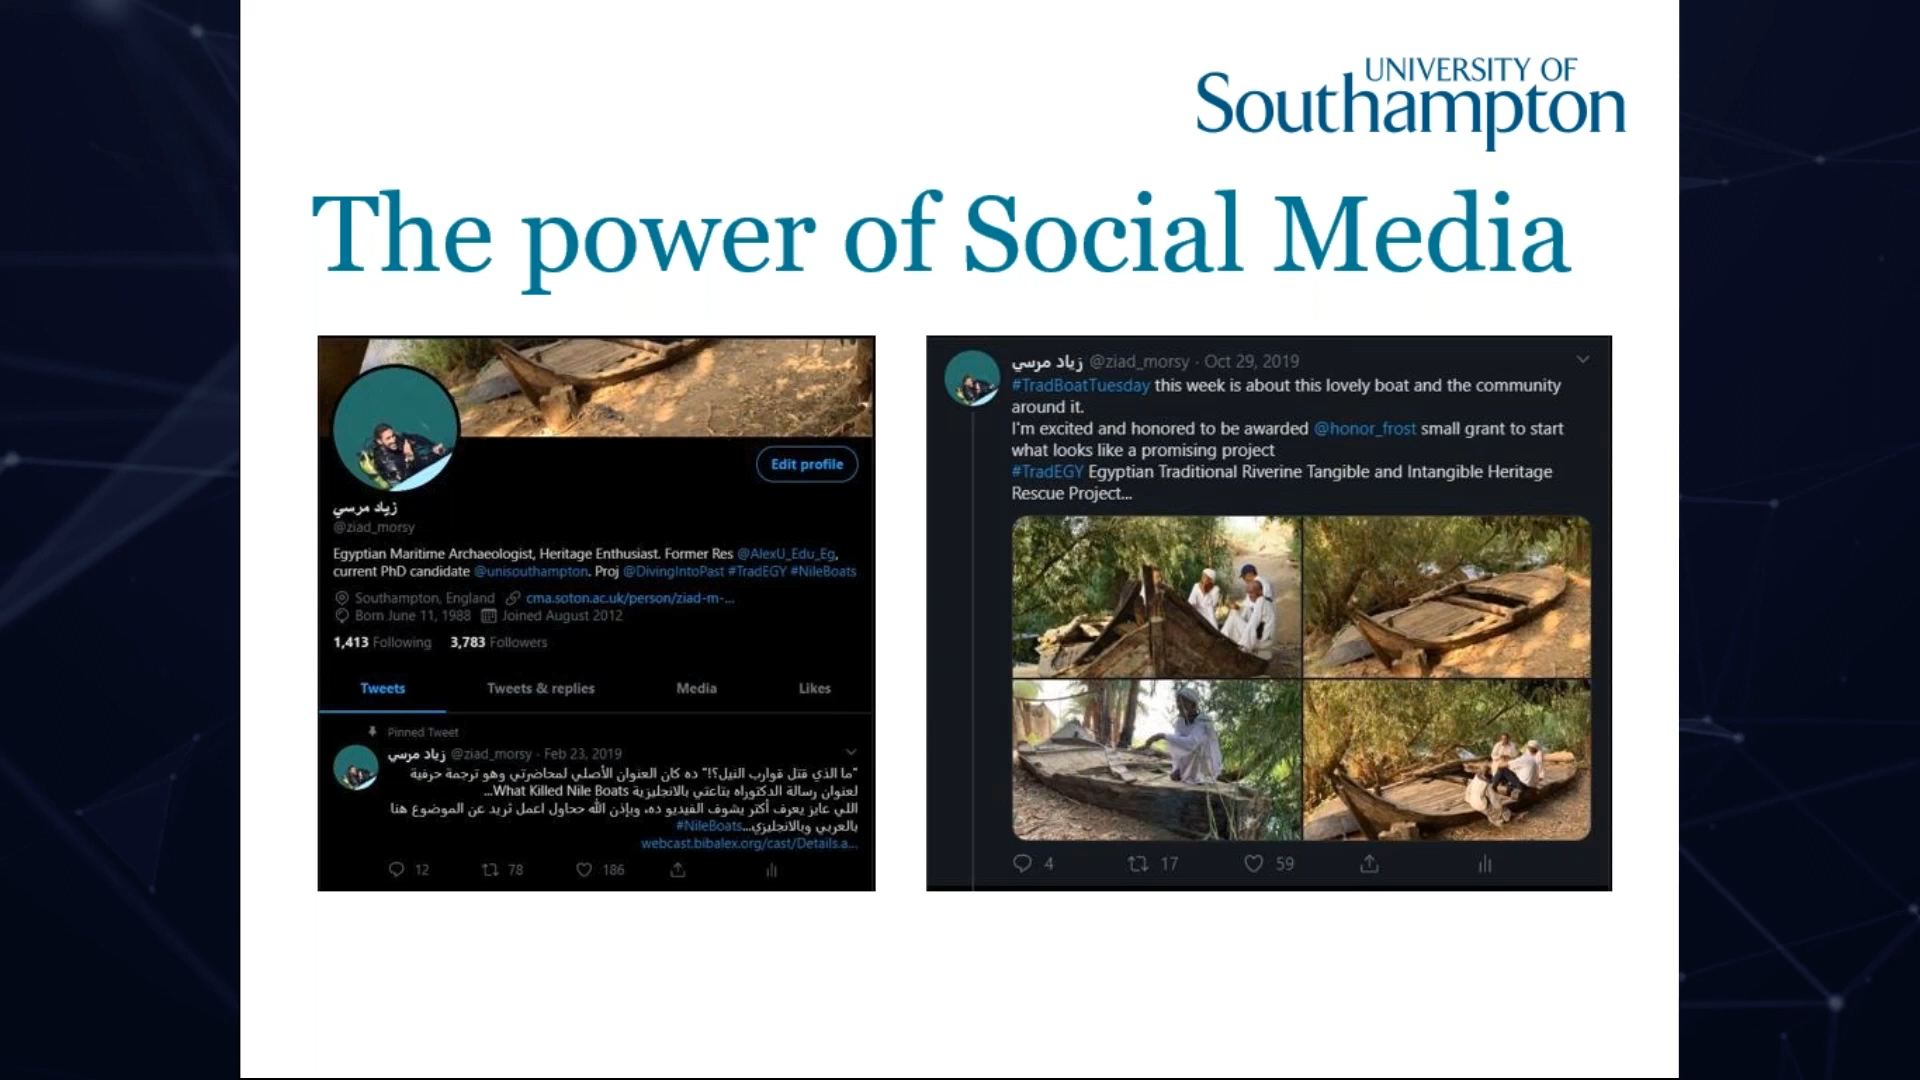 UNIVERSITY OF
Southampton
The power of Social Media
Edit profile
زياد مرسي
@ziad_morsy
Egyptian Maritime Archaeologist, Heritage Enthusiast. Former Res @AlexU_Edu_Eg,
current PhD candidate @unisouthampton. Proj @DivingIntoPast #TradEGY #NileBoats
Southampton, England cma.soton.ac.uk/person/ziad-m-...
Born June 11, 1988 Joined August 2012
1,413 Following 3,783 Followers
Tweets Tweets & replies Media Likes
Pinned Tweet
زياد مرسي @ziad_morsy · Feb 23, 2019
"ما الذي قتل قوارب النيل؟!" ده كان العنوان الأصلي لمحاضرتي وهو ترجمة حرفية
لعنوان رسالة الدكتوراه بتاعتي بالانجليزية What Killed Nile Boats...
اللي عايز يعرف أكتر يشوف الفيديو ده، وبإذن الله ححاول اعمل ثريد عن الموضوع هنا
بالعربي وبالانجليزي...#NileBoats
webcast.bibalex.org/cast/Details.a...
12 78 186
زياد مرسي @ziad_morsy · Oct 29, 2019
#TradBoatTuesday this week is about this lovely boat and the community
around it.
I'm excited and honored to be awarded @honor_frost small grant to start
what looks like a promising project
#TradEGY Egyptian Traditional Riverine Tangible and Intangible Heritage
Rescue Project...
4 17 59